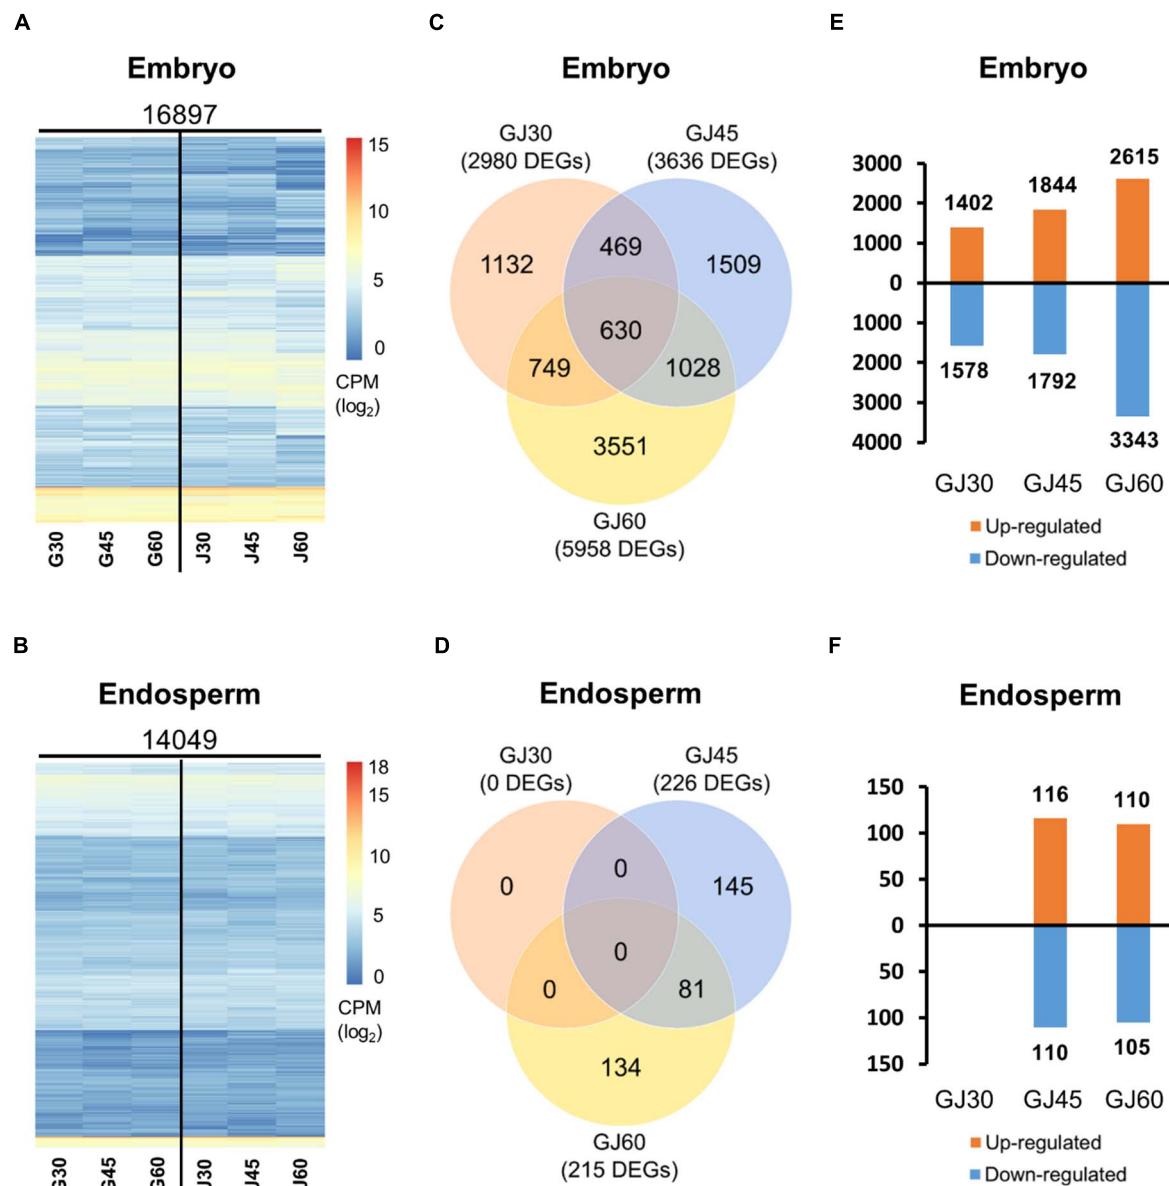 A
Embryo
16897
15
10
5
0
CPM
(log2)
G30
G45
G60
J30
J45
J60
C
Embryo
GJ30
(2980 DEGs)
GJ45
(3636 DEGs)
1132
469
1509
630
749
1028
3551
GJ60
(5958 DEGs)
E
Embryo
3000
2000
1000
0
1000
2000
3000
4000
1402
1844
2615
1578
1792
3343
GJ30
GJ45
GJ60
Up-regulated
Down-regulated
B
Endosperm
14049
18
15
10
5
0
CPM
(log2)
G30
G45
G60
J30
J45
J60
D
Endosperm
GJ30
(0 DEGs)
GJ45
(226 DEGs)
0
0
145
0
0
81
134
GJ60
(215 DEGs)
F
Endosperm
150
100
50
0
50
100
150
116
110
110
105
GJ30
GJ45
GJ60
Up-regulated
Down-regulated